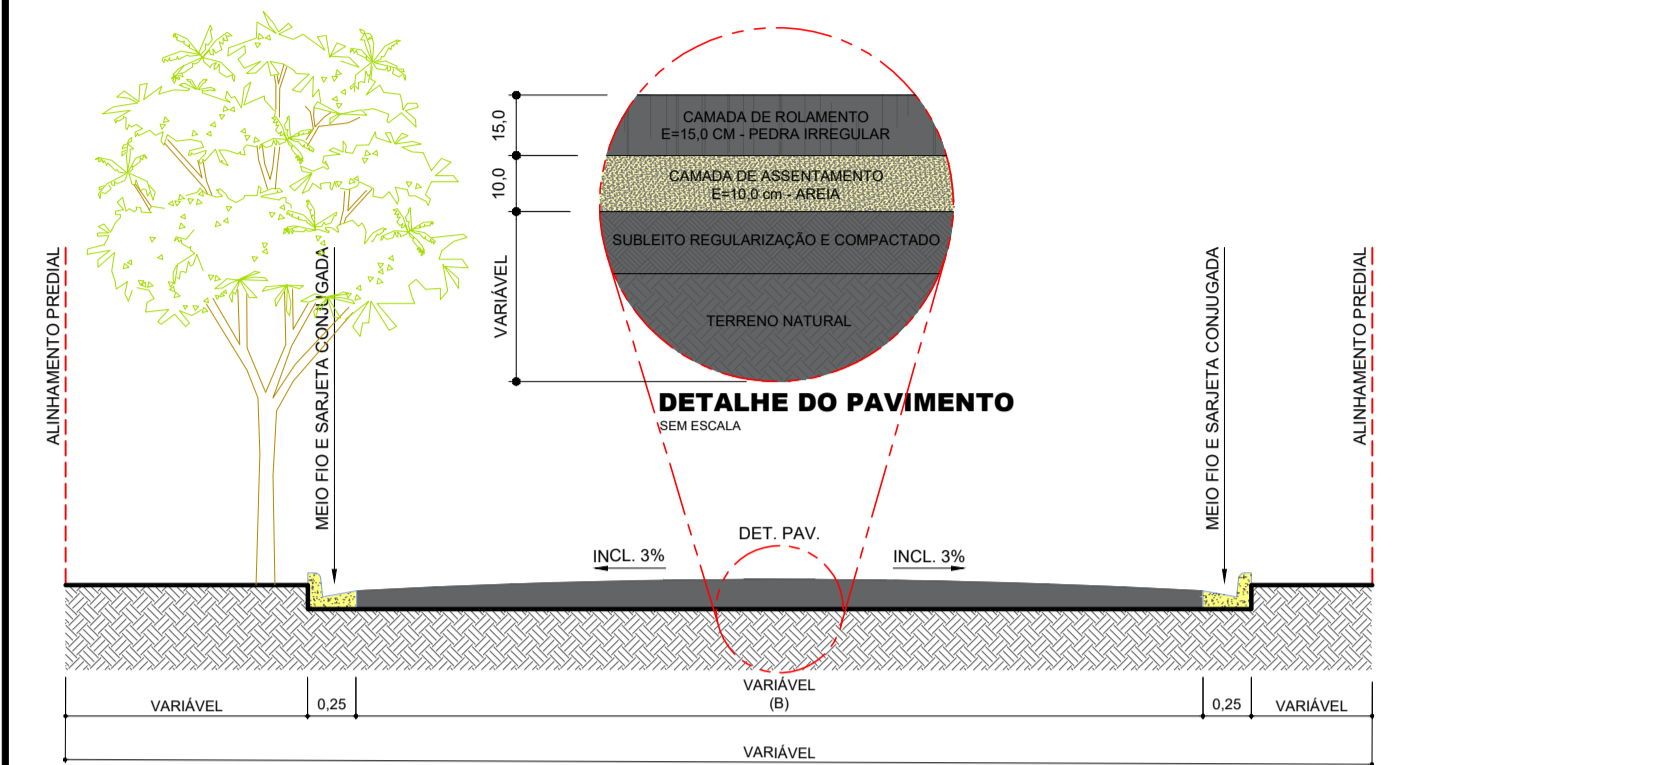 15,0
CAMADA DE ROLAMENTO
E=15,0 CM - PEDRA IRREGULAR
10,0
CAMADA DE ASSENTAMENTO
E=10,0 cm - AREIA
VARIÁVEL
SUBLEITO REGULARIZAÇÃO E COMPACTADO
TERRENO NATURAL
DETALHE DO PAVIMENTO
SEM ESCALA
ALINHAMENTO PREDIAL
MEIO FIO E SARJETA CONJUGADA
MEIO FIO E SARJETA CONJUGADA
ALINHAMENTO PREDIAL
DET. PAV.
INCL. 3%
INCL. 3%
VARIÁVEL
0,25
VARIÁVEL
(B)
0,25
VARIÁVEL
VARIÁVEL